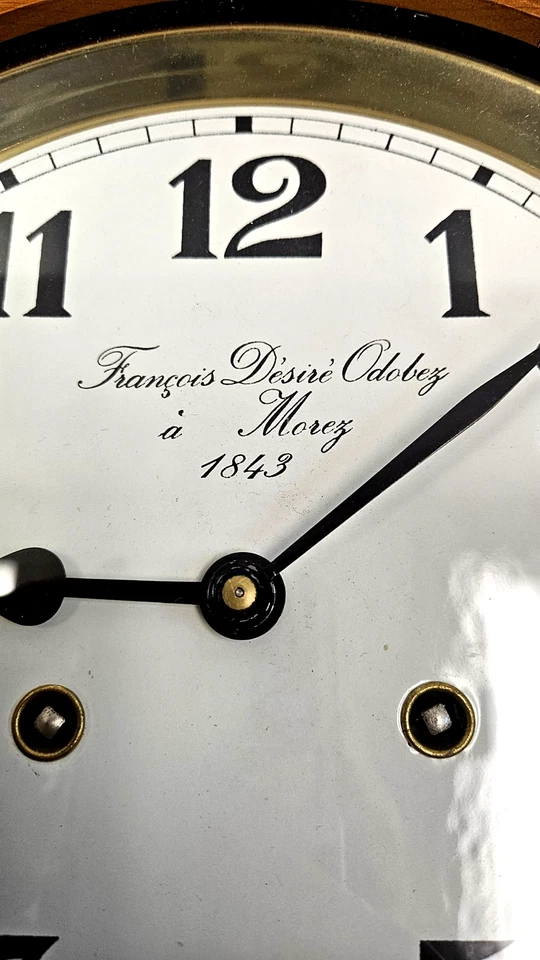 12
11 1
François Désiré Odobez
à Morez
1843